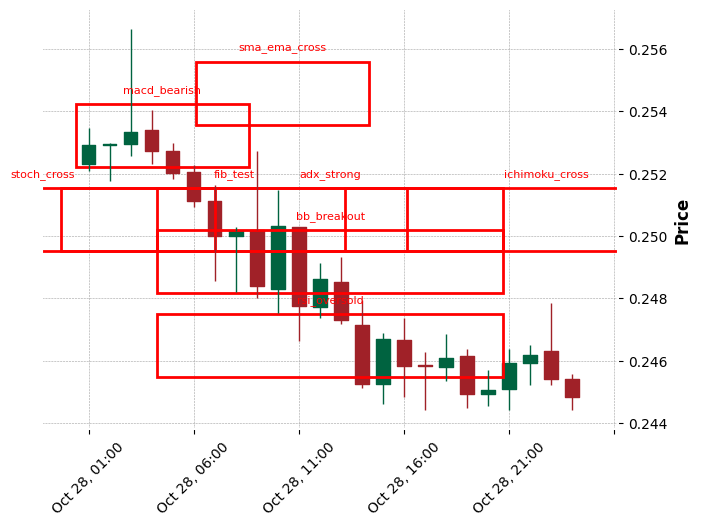 sma_ema_cross
macd_bearish
stoch_cross
fib_test
adx_strong
ichimoku_cross
bb_breakout
0.256
0.254
0.252
0.250
0.248
0.246
0.244
Price
Oct 28, 01:00
Oct 28, 06:00
Oct 28, 11:00
Oct 28, 16:00
Oct 28, 21:00